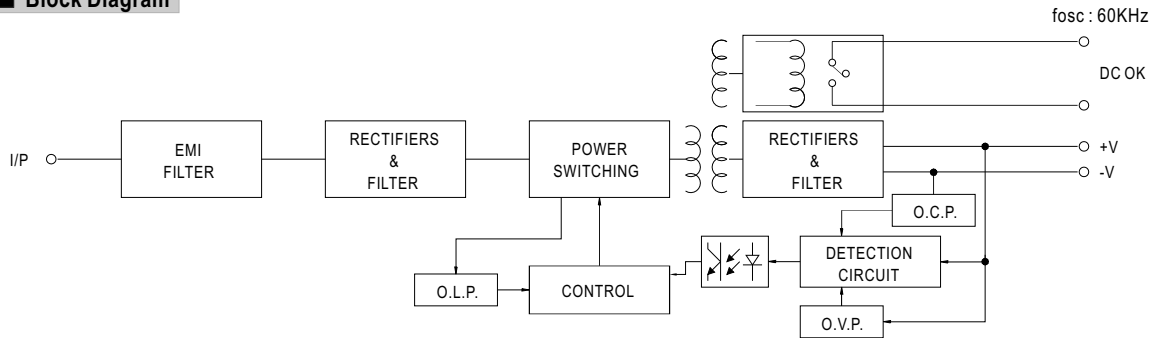 ■ Block Diagram
fosc : 60KHz
DC OK
I/P
EMI
FILTER
RECTIFIERS
&
FILTER
POWER
SWITCHING
RECTIFIERS
&
FILTER
+V
-V
O.C.P.
DETECTION
CIRCUIT
O.L.P.
CONTROL
O.V.P.